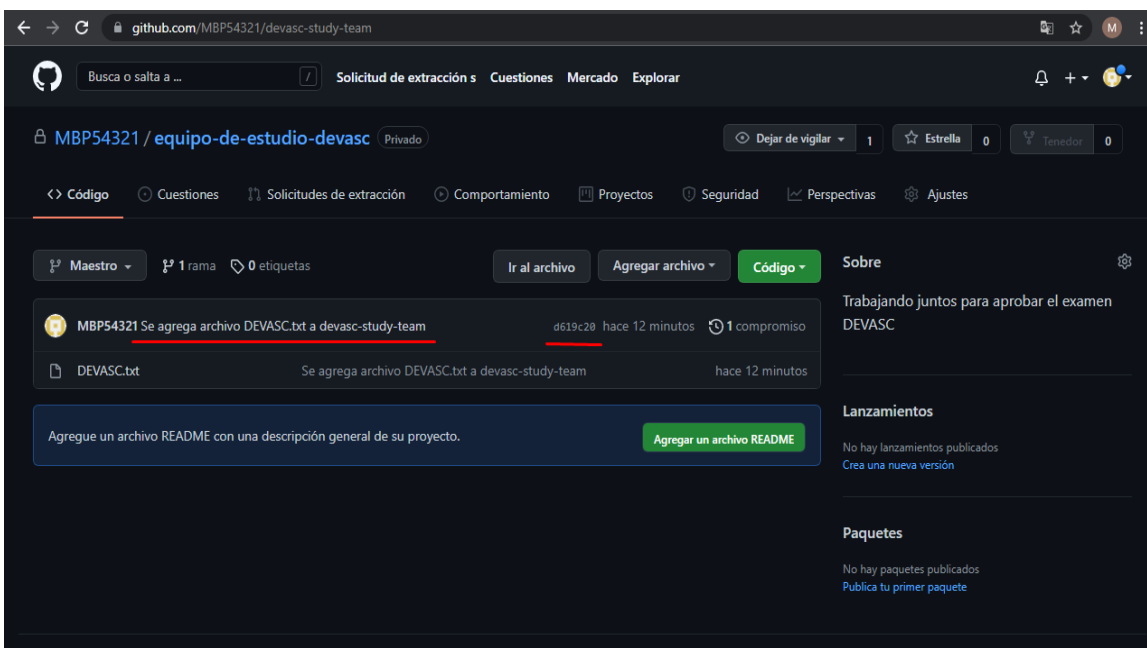 github.com/MBP54321/devasc-study-team
M
Busca o salta a ...
/
Solicitud de extracción s Cuestiones Mercado Explorar
MBP54321 / equipo-de-estudio-devasc Privado
Dejar de vigilar 1 Estrella 0 Tenedor 0
Código Cuestiones Solicitudes de extracción Comportamiento Proyectos Seguridad Perspectivas Ajustes
Maestro 1 rama 0 etiquetas Ir al archivo Agregar archivo Código
MBP54321 Se agrega archivo DEVASC.txt a devasc-study-team d619c20 hace 12 minutos 1 compromiso
DEVASC.txt Se agrega archivo DEVASC.txt a devasc-study-team hace 12 minutos
Agregue un archivo README con una descripción general de su proyecto. Agregar un archivo README
Sobre
Trabajando juntos para aprobar el examen
DEVASC
Lanzamientos
No hay lanzamientos publicados
Crea una nueva versión
Paquetes
No hay paquetes publicados
Publica tu primer paquete